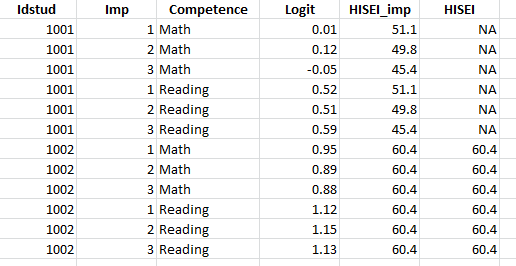 Idstud Imp Competence Logit HISEI_imp HISEI
1001 1 Math 0.01 51.1 NA
1001 2 Math 0.12 49.8 NA
1001 3 Math -0.05 45.4 NA
1001 1 Reading 0.52 51.1 NA
1001 2 Reading 0.51 49.8 NA
1001 3 Reading 0.59 45.4 NA
1002 1 Math 0.95 60.4 60.4
1002 2 Math 0.89 60.4 60.4
1002 3 Math 0.88 60.4 60.4
1002 1 Reading 1.12 60.4 60.4
1002 2 Reading 1.15 60.4 60.4
1002 3 Reading 1.13 60.4 60.4